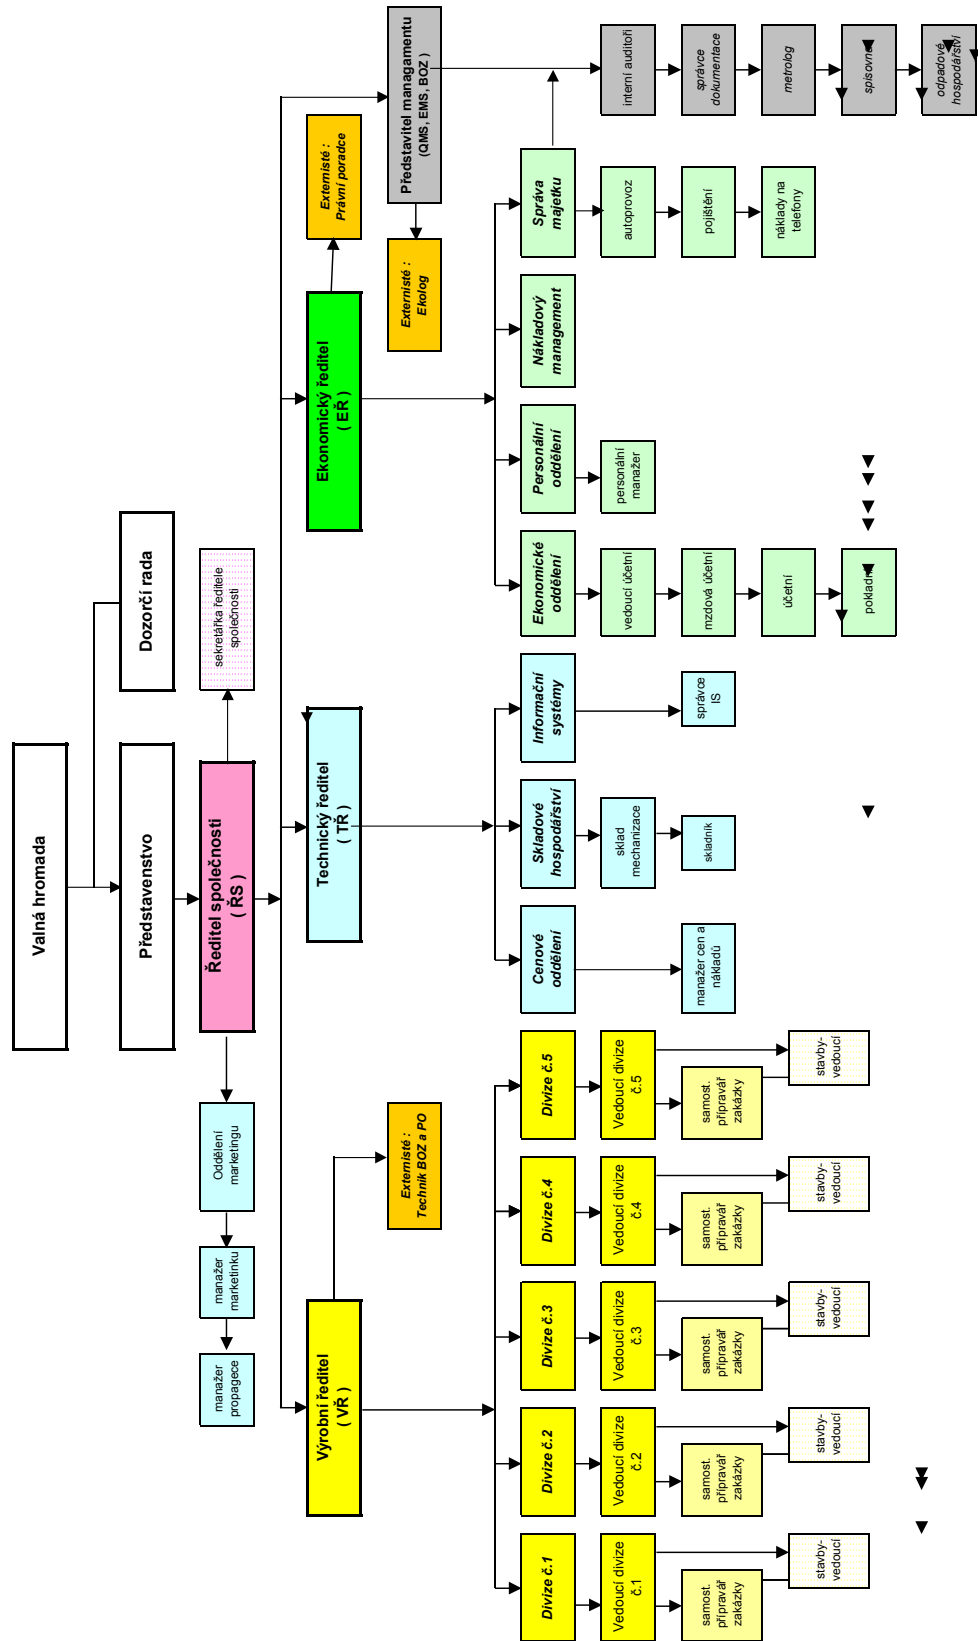 Valná hromada
Představenstvo
Dozorčí rada
Ředitel společnosti
( ŘS )
sekretářka ředitele
společnosti
Oddělení
marketingu
manažer
marketinku
manažer
propagece
Výrobní ředitel
( VŘ )
Technický ředitel
( TŘ )
Ekonomický ředitel
( EŘ )
Externisté :
Právní poradce
Externisté :
Technik BOZ a PO
Externisté :
Ekolog
Představitel managamentu
(QMS, EMS, BOZ )
Divize č.1
Divize č.2
Divize č.3
Divize č.4
Divize č.5
Cenové
oddělení
Skladové
hospodářství
Informační
systémy
Ekonomické
oddělení
Personální
oddělení
Nákladový
management
Správa
majetku
Vedoucí divize
č.1
Vedoucí divize
č.2
Vedoucí divize
č.3
Vedoucí divize
č.4
Vedoucí divize
č.5
sklad
mechanizace
vedoucí účetní
personální
manažer
autoprovoz
interní auditoři
samost.
přípravář
zakázky
samost.
přípravář
zakázky
samost.
přípravář
zakázky
samost.
přípravář
zakázky
samost.
přípravář
zakázky
manažer cen a
nákladů
skladník
správce
IS
mzdová účetní
pojištění
správce
dokumentace
stavby-
vedoucí
stavby-
vedoucí
stavby-
vedoucí
stavby-
vedoucí
stavby-
vedoucí
účetní
náklady na
telefony
metrolog
odpadové
hospodářství